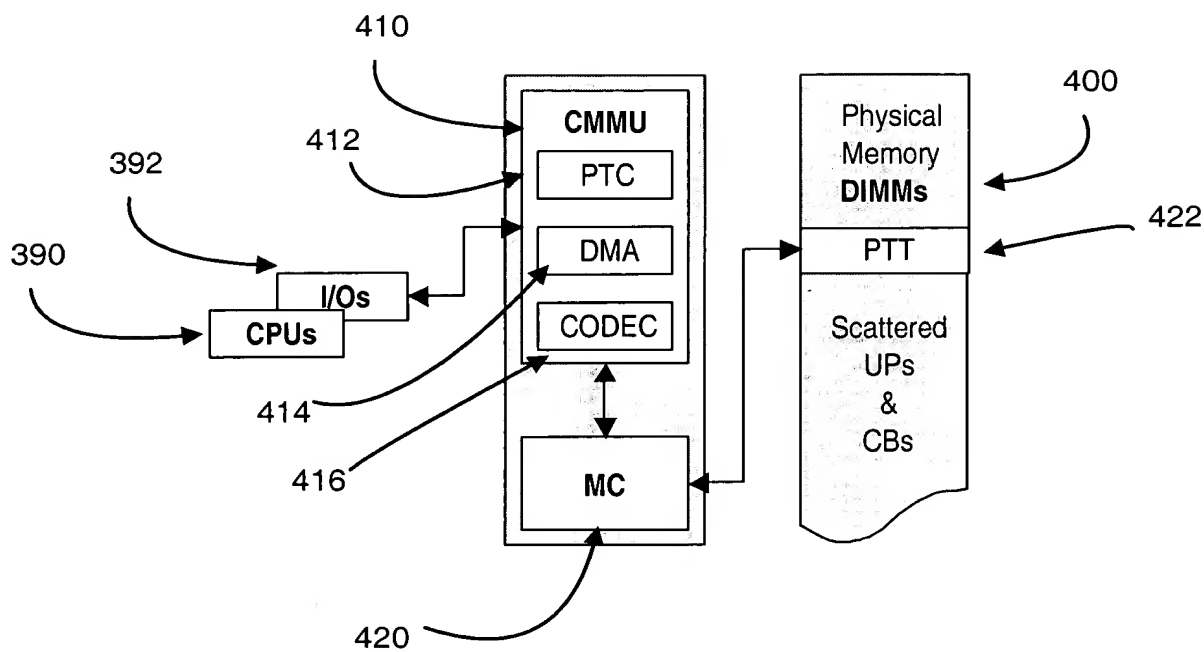 410
CMMU
412
PTC
392
390
I/Os
CPUs
DMA
CODEC
414
416
MC
420
Physical
Memory
DIMMs
400
PTT
422
Scattered
UPs
&
CBs